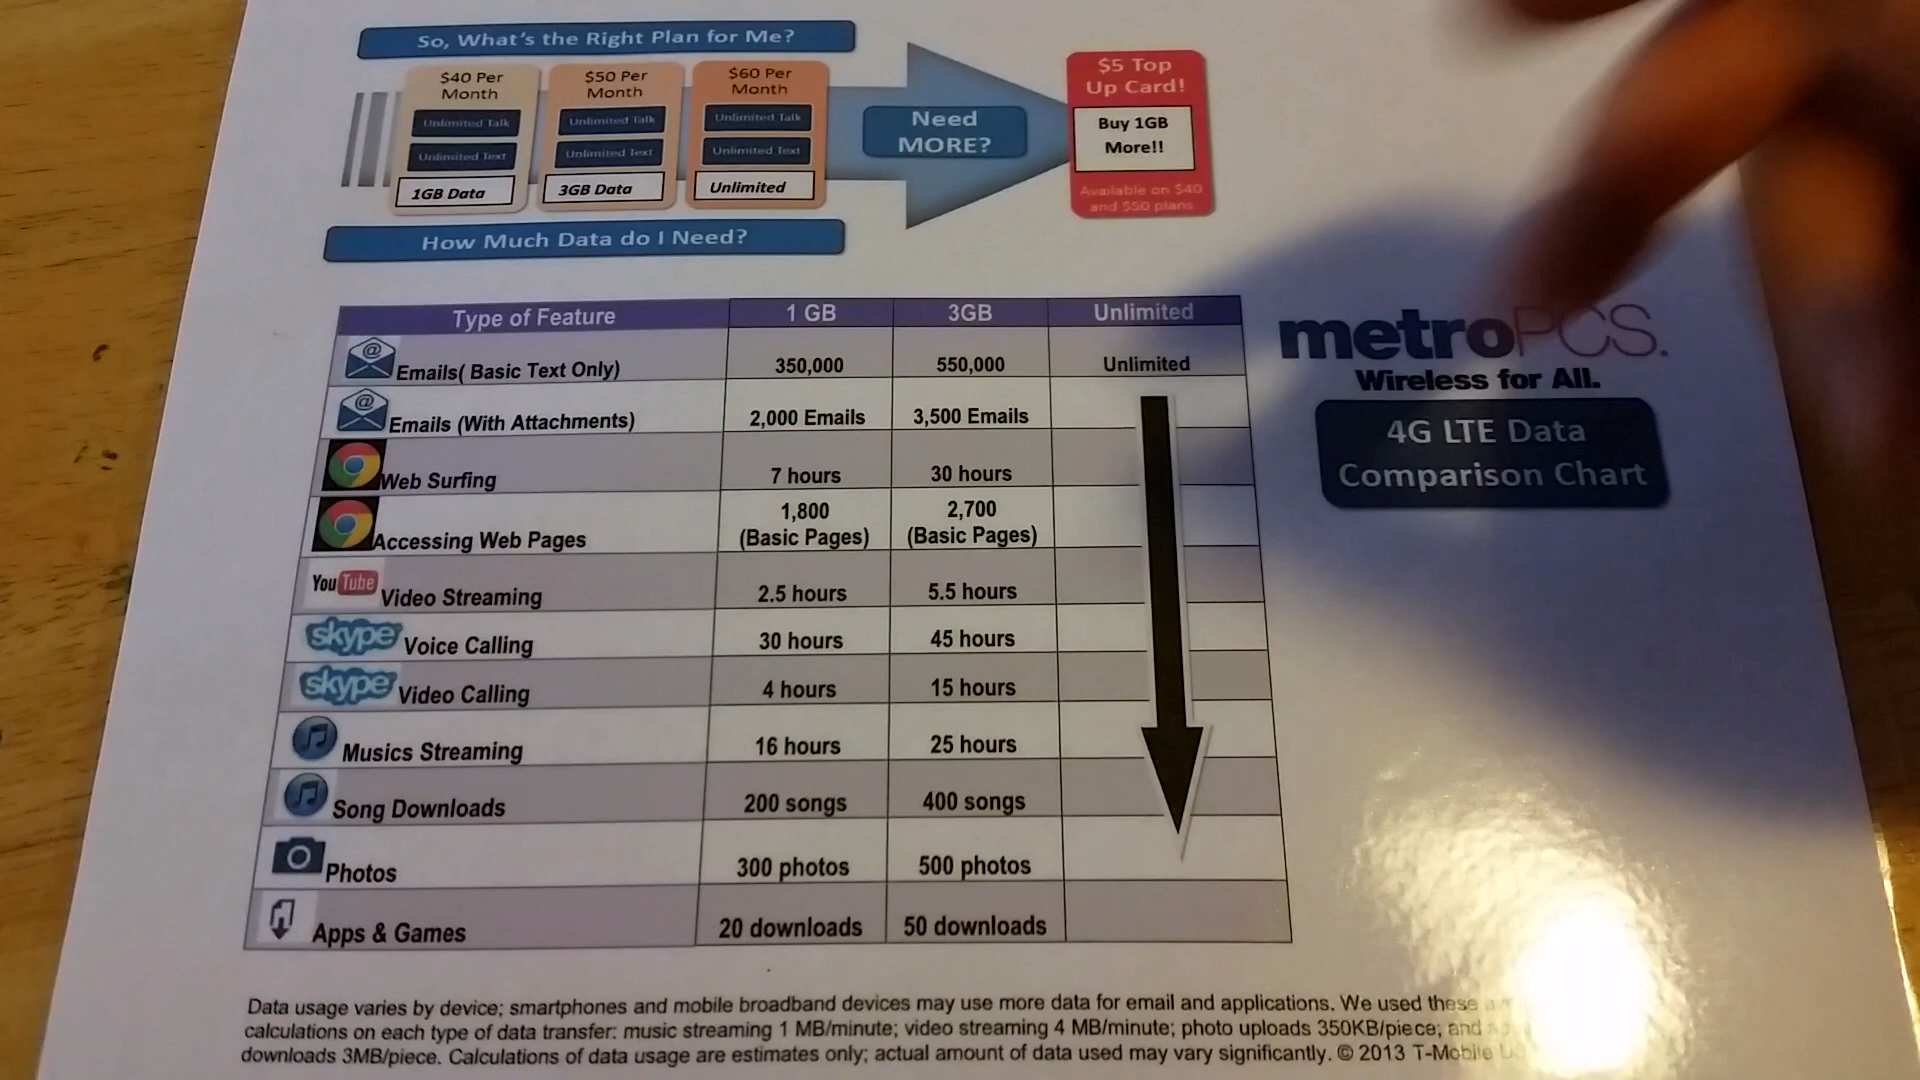 So, What's the Right Plan for Me?
$40 Per
Month
Unlimited Talk
Unlimited Text
1GB Data
$50 Per
Month
Unlimited Talk
Unlimited Text
3GB Data
$60 Per
Month
Unlimited Talk
Unlimited Text
Unlimited
Need
MORE?
$5 Top
Up Card!
Buy 1GB
More!!
Available on $40
and $50 plans
How Much Data do I Need?
Type of Feature 1 GB 3GB Unlimited
Emails( Basic Text Only) 350,000 550,000 Unlimited
Emails (With Attachments) 2,000 Emails 3,500 Emails
Web Surfing 7 hours 30 hours
Accessing Web Pages 1,800 (Basic Pages) 2,700 (Basic Pages)
YouTube Video Streaming 2.5 hours 5.5 hours
skype Voice Calling 30 hours 45 hours
skype Video Calling 4 hours 15 hours
Musics Streaming 16 hours 25 hours
Song Downloads 200 songs 400 songs
Photos 300 photos 500 photos
Apps & Games 20 downloads 50 downloads
metroPCS.
Wireless for All.
4G LTE Data
Comparison Chart
Data usage varies by device; smartphones and mobile broadband devices may use more data for email and applications. We used these
calculations on each type of data transfer: music streaming 1 MB/minute; video streaming 4 MB/minute; photo uploads 350KB/piece; and
downloads 3MB/piece. Calculations of data usage are estimates only; actual amount of data used may vary significantly. © 2013 T-Mobile